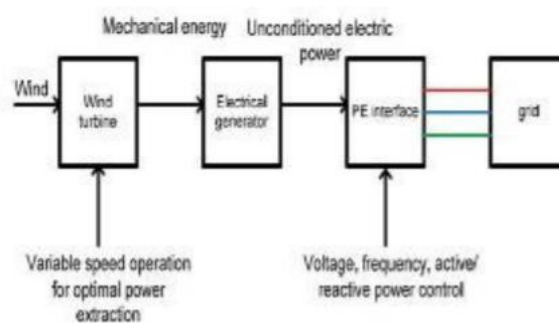 Mechanical energy
Unconditioned electric
power
Wind
Wind
turbine
Electrical
generator
PE interface
grid
Variable speed operation
for optimal power
extraction
Voltage, frequency, active/
reactive power control